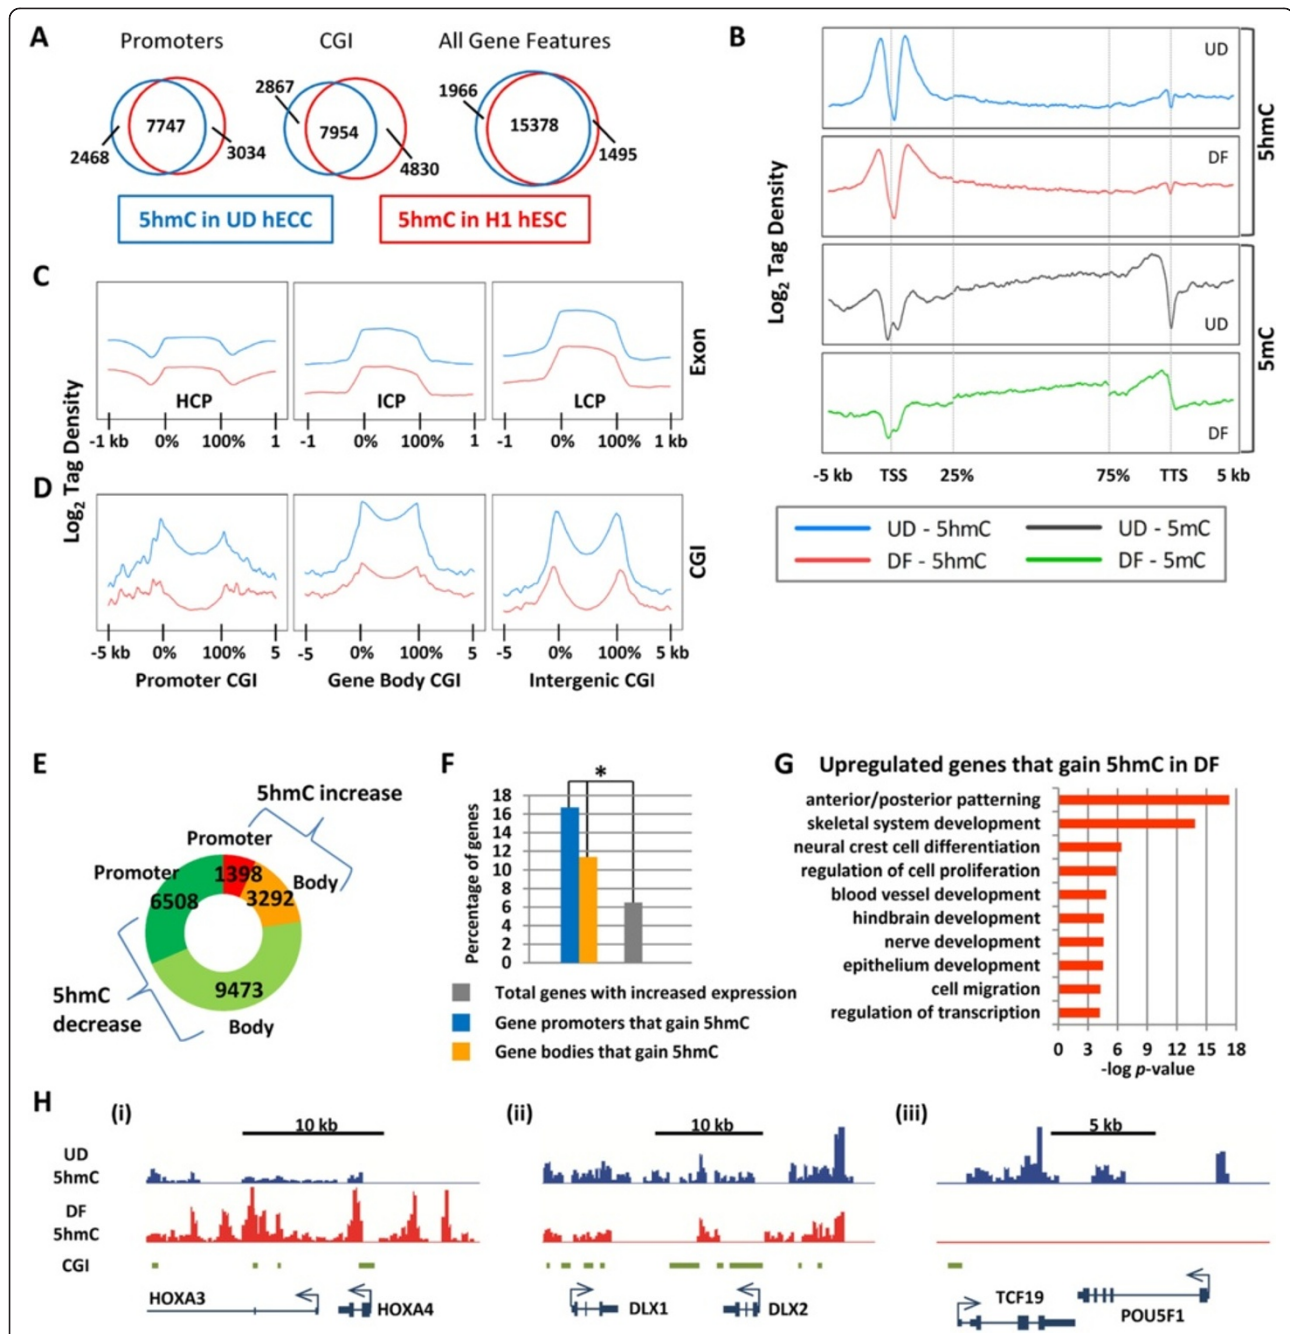 A
Promoters CGI All Gene Features
2867
1966
7747 7954 15378
2468 3034 4830 1495
5hmC in UD hECC 5hmC in H1 hESC
B
UD
DF
5hmC
UD
DF
5mC
Log2 Tag Density
-5 kb TSS 25% 75% TTS 5 kb
UD - 5hmC UD - 5mC
DF - 5hmC DF - 5mC
C
HCP ICP LCP
Exon
-1 kb 0% 100% 1 -1 0% 100% 1 -1 0% 100% 1 kb
Log2 Tag Density
D
CGI
-5 kb 0% 100% 5 -5 0% 100% 5 -5 0% 100% 5 kb
Promoter CGI Gene Body CGI Intergenic CGI
E
5hmC increase
Promoter
1398
Body
3292
Promoter
6508
9473
Body
5hmC
decrease
F
*
Percentage of genes
18
16
14
12
10
8
6
4
2
0
Total genes with increased expression
Gene promoters that gain 5hmC
Gene bodies that gain 5hmC
G Upregulated genes that gain 5hmC in DF
anterior/posterior patterning
skeletal system development
neural crest cell differentiation
regulation of cell proliferation
blood vessel development
hindbrain development
nerve development
epithelium development
cell migration
regulation of transcription
0 3 6 9 12 15 18
-log p-value
H
(i) (ii) (iii)
10 kb 10 kb 5 kb
UD
5hmC
DF
5hmC
CGI
HOXA3 HOXA4 DLX1 DLX2 TCF19 POU5F1